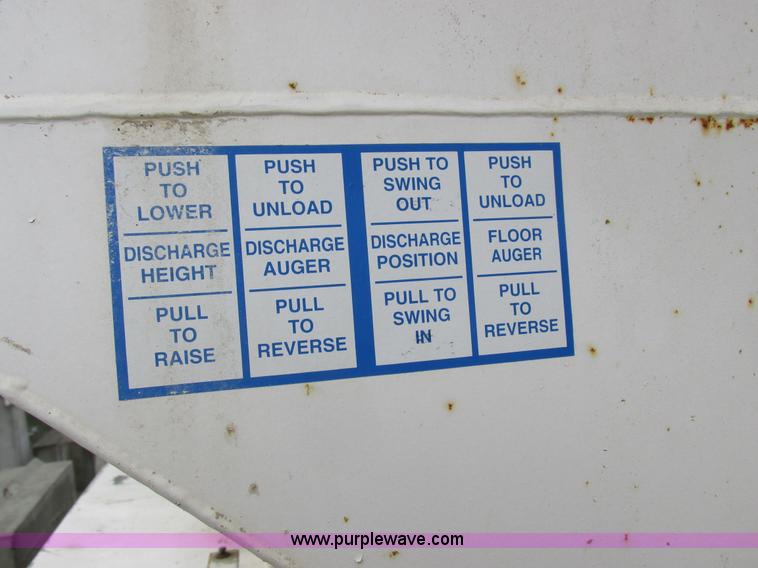 PUSH
TO
LOWER
DISCHARGE
HEIGHT
PULL
TO
RAISE
PUSH
TO
UNLOAD
DISCHARGE
AUGER
PULL
TO
REVERSE
PUSH TO
SWING
OUT
DISCHARGE
POSITION
PULL TO
SWING
IN
PUSH
TO
UNLOAD
FLOOR
AUGER
PULL
TO
REVERSE
www.purplewave.com